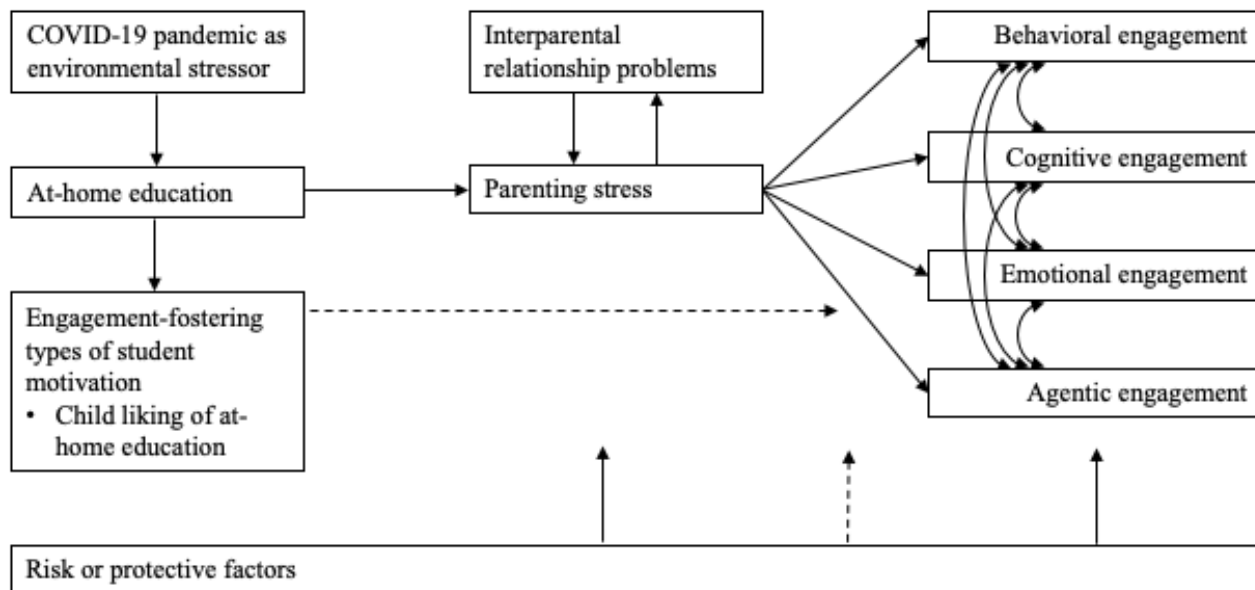 COVID-19 pandemic as
environmental stressor
Interparental
relationship problems
Behavioral engagement
Cognitive engagement
At-home education
Parenting stress
Emotional engagement
Engagement-fostering
types of student
motivation
• Child liking of at-
home education
Agentic engagement
Risk or protective factors